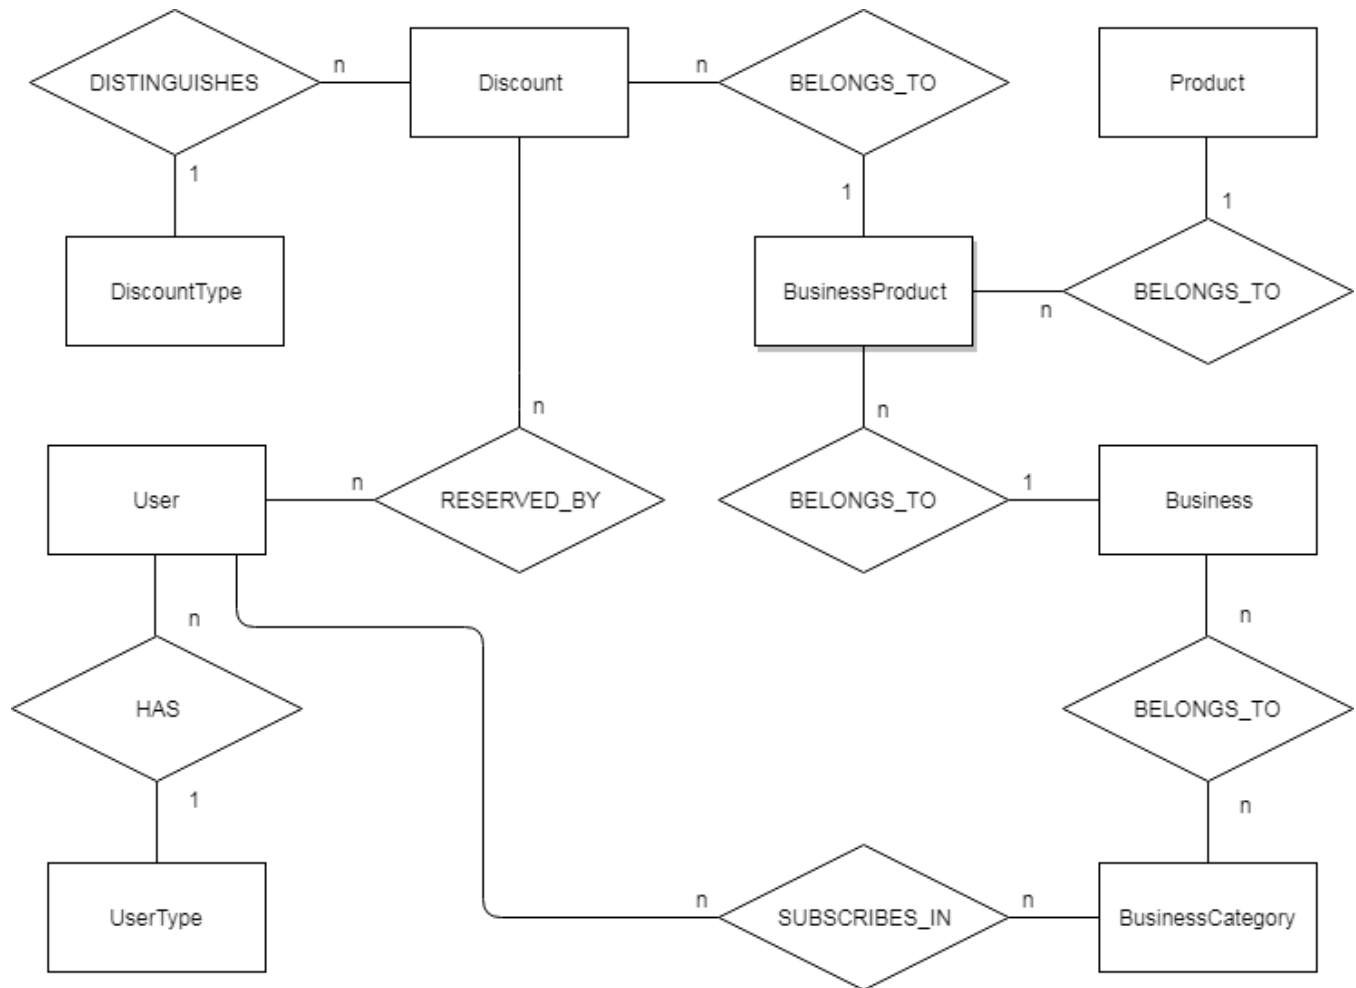 n
n
DISTINGUISHES
Discount
BELONGS_TO
Product
1
1
1
DiscountType
BusinessProduct
BELONGS_TO
n
n
n
n
1
User
RESERVED_BY
BELONGS_TO
Business
n
n
HAS
BELONGS_TO
1
n
n
n
UserType
SUBSCRIBES_IN
BusinessCategory